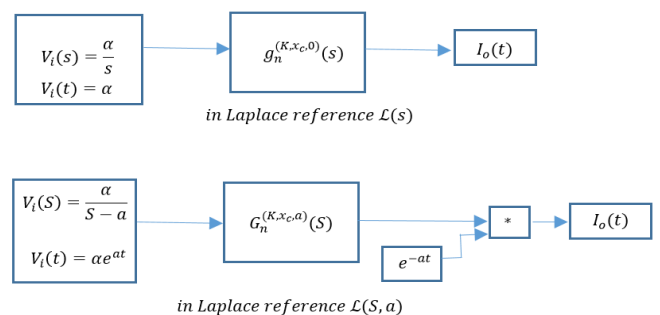 V_i(s) = α/s
V_i(t) = α
g_n^{(K,x_c,0)}(s)
I_o(t)
in Laplace reference ℒ(s)
V_i(S) = α/(S − a)
V_i(t) = αe^{at}
G_n^{(K,x_c,a)}(S)
*
I_o(t)
e^{−at}
in Laplace reference ℒ(S, a)